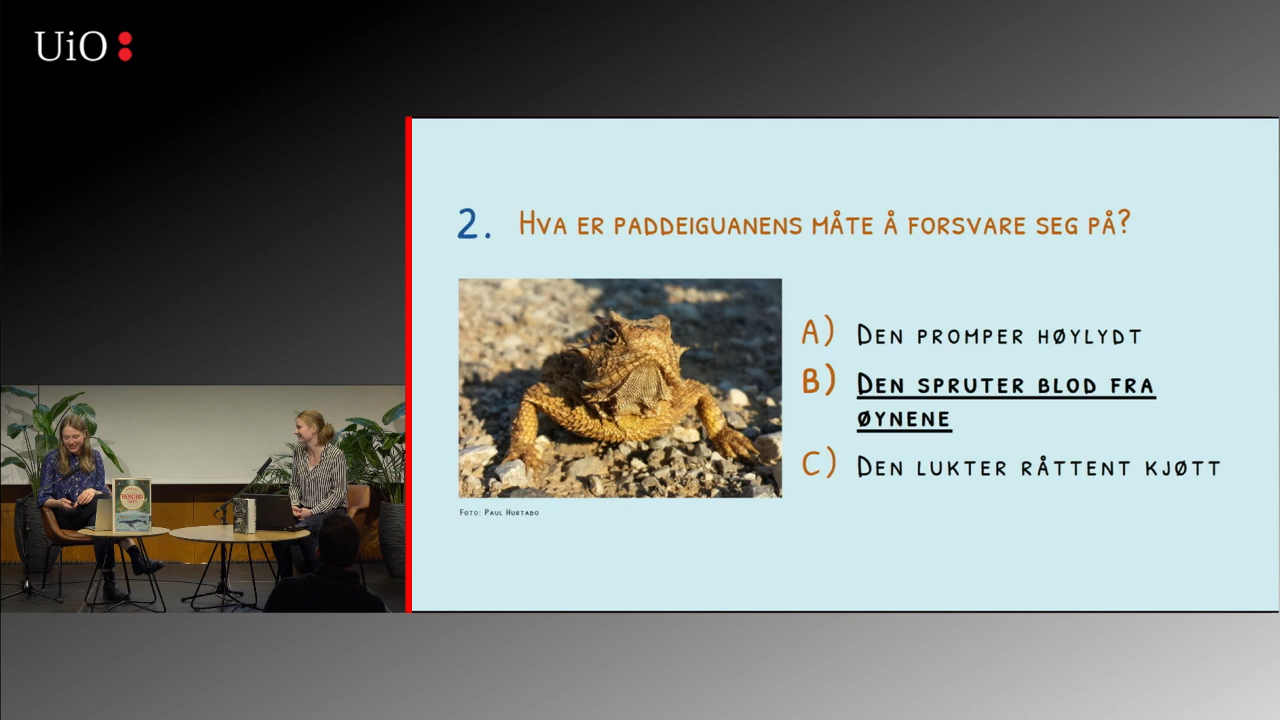 UiO
2. Hva er paddeiguanens måte å forsvare seg på?
A) Den promper høylydt
B) Den spruter blod fra
øynene
C) Den lukter råttent kjøtt
Foto: Paul Hurtado
REKORD